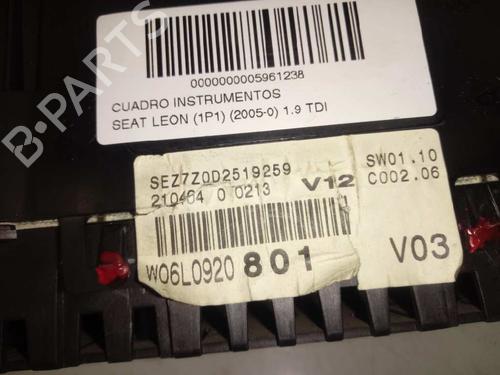 0000000005961238
CUADRO INSTRUMENTOS
SEAT LEON (1P1) (2005-0) 1.9 TDI
SEZ7Z0D2519259
210464 0 0213 V12
SW01.10
C002.06
W06L0920 801 V03